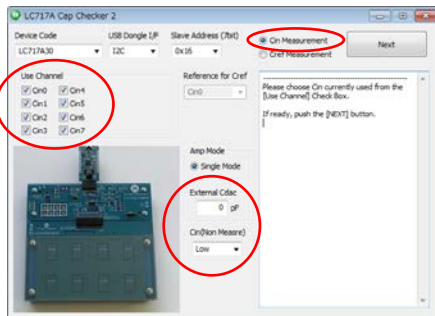 LC717A Cap Checker 2
Device Code
USB Dongle I/F
Slave Address (7bit)
LC717A30
I2C
0x16
Cin Measurement
Cref Measurement
Next
Use Channel
Cin0
Cin4
Cin1
Cin5
Cin2
Cin6
Cin3
Cin7
Reference for Cref
Cin0
Please choose Cin currently used from the
[Use Channel] Check Box.
If ready, push the [NEXT] button.
Amp Mode
Single Mode
External Cdac
0 pF
Cin(Non Measure)
Low